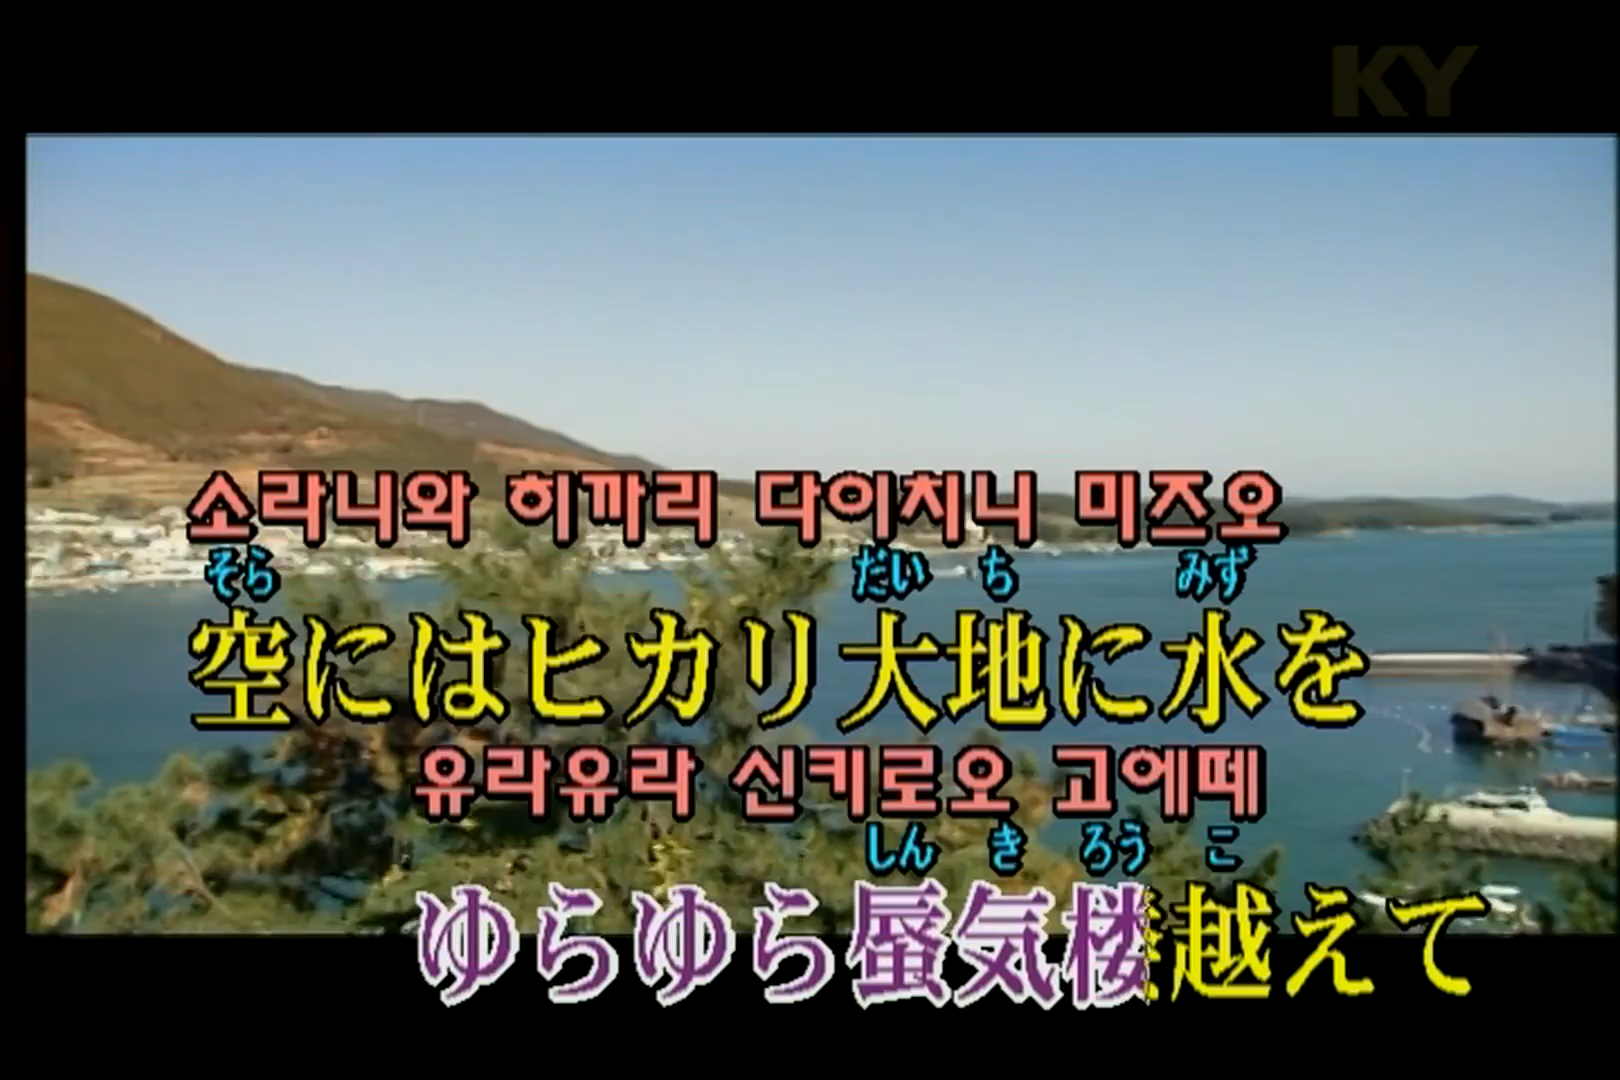 KY
소라니와 히까리 다이치니 미즈오
そら だい ち みず
空にはヒカリ大地に水を
유라유라 신키로오 고에떼
しん き ろう こ
ゆらゆら蜃気楼越えて